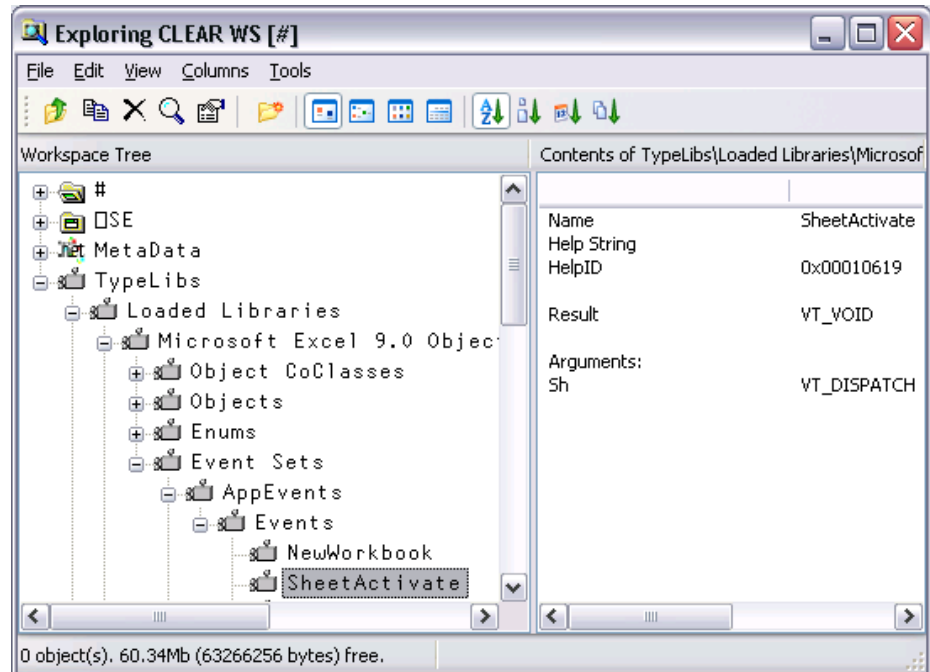 Exploring CLEAR WS [#]
File Edit View Columns Tools
Workspace Tree
Contents of TypeLibs\Loaded Libraries\Microsof
#
⎕SE
MetaData
TypeLibs
Loaded Libraries
Microsoft Excel 9.0 Objec
Object CoClasses
Objects
Enums
Event Sets
AppEvents
Events
NewWorkbook
SheetActivate
Name SheetActivate
Help String
HelpID 0x00010619
Result VT_VOID
Arguments:
Sh VT_DISPATCH
0 object(s). 60.34Mb (63266256 bytes) free.